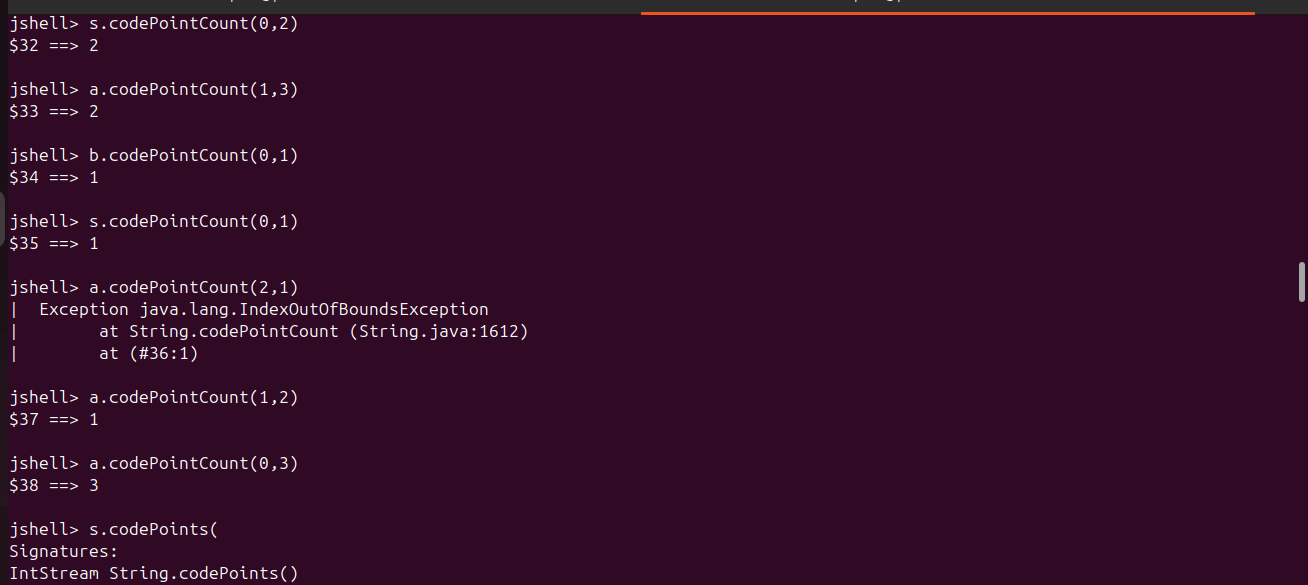 jshell> s.codePointCount(0,2)
$32 ==> 2
jshell> a.codePointCount(1,3)
$33 ==> 2
jshell> b.codePointCount(0,1)
$34 ==> 1
jshell> s.codePointCount(0,1)
$35 ==> 1
jshell> a.codePointCount(2,1)
|  Exception java.lang.IndexOutOfBoundsException
|        at String.codePointCount (String.java:1612)
|        at (#36:1)
jshell> a.codePointCount(1,2)
$37 ==> 1
jshell> a.codePointCount(0,3)
$38 ==> 3
jshell> s.codePoints(
Signatures:
IntStream String.codePoints()